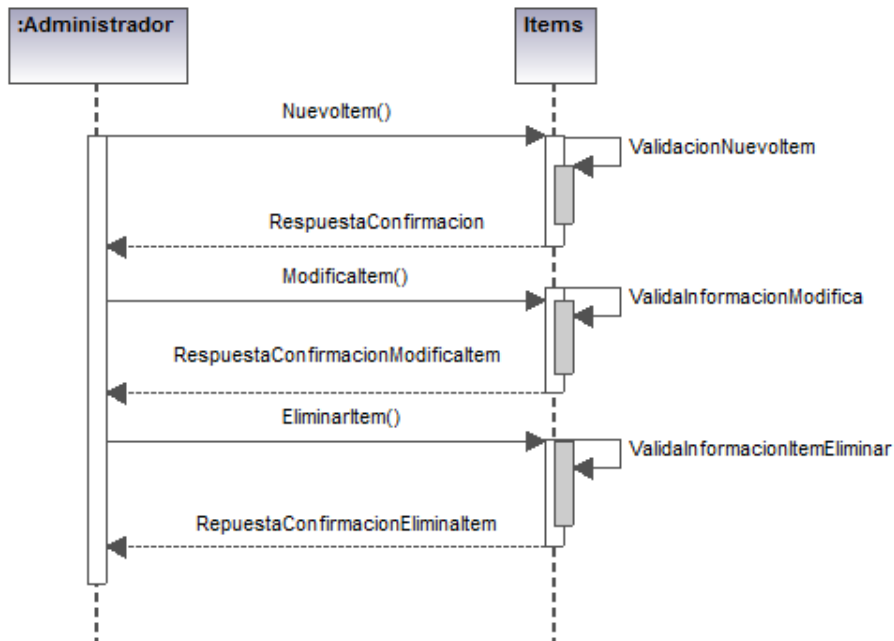 :Administrador
Items
NuevoItem()
ValidacionNuevoItem
RespuestaConfirmacion
ModificaItem()
ValidaInformacionModifica
RespuestaConfirmacionModificaItem
EliminarItem()
ValidaInformacionItemEliminar
RepuestaConfirmacionEliminaItem